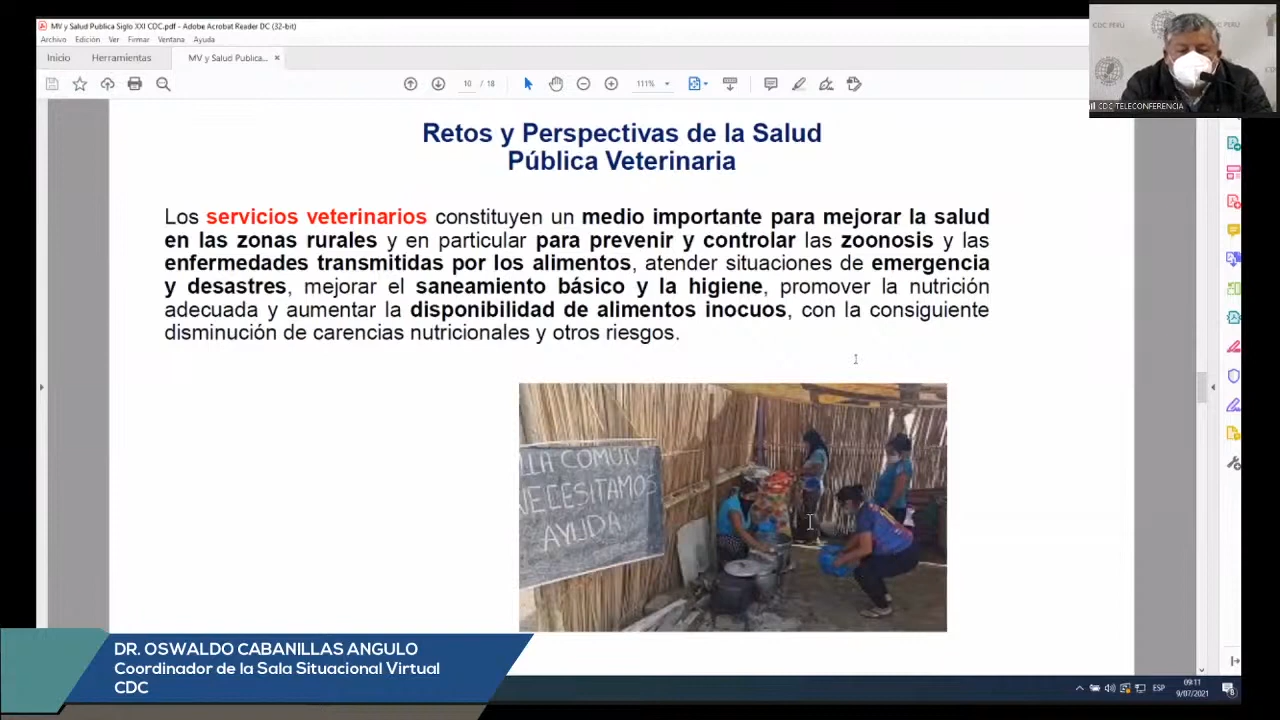 MV y Salud Publica Siglo XXI CDC.pdf - Adobe Acrobat Reader DC (32-bit)
Archivo Edición Ver Firmar Ventana Ayuda
Inicio Herramientas MV y Salud Publica... ×
10 / 18 111%
CDC PERÚ
CDC TELECONFERENCIA
Retos y Perspectivas de la Salud
Pública Veterinaria
Los servicios veterinarios constituyen un medio importante para mejorar la salud
en las zonas rurales y en particular para prevenir y controlar las zoonosis y las
enfermedades transmitidas por los alimentos, atender situaciones de emergencia
y desastres, mejorar el saneamiento básico y la higiene, promover la nutrición
adecuada y aumentar la disponibilidad de alimentos inocuos, con la consiguiente
disminución de carencias nutricionales y otros riesgos.
LLA COMUN
NECESITAMOS
AYUDA
DR. OSWALDO CABANILLAS ANGULO
Coordinador de la Sala Situacional Virtual
CDC
ESP
09:11
9/07/2021